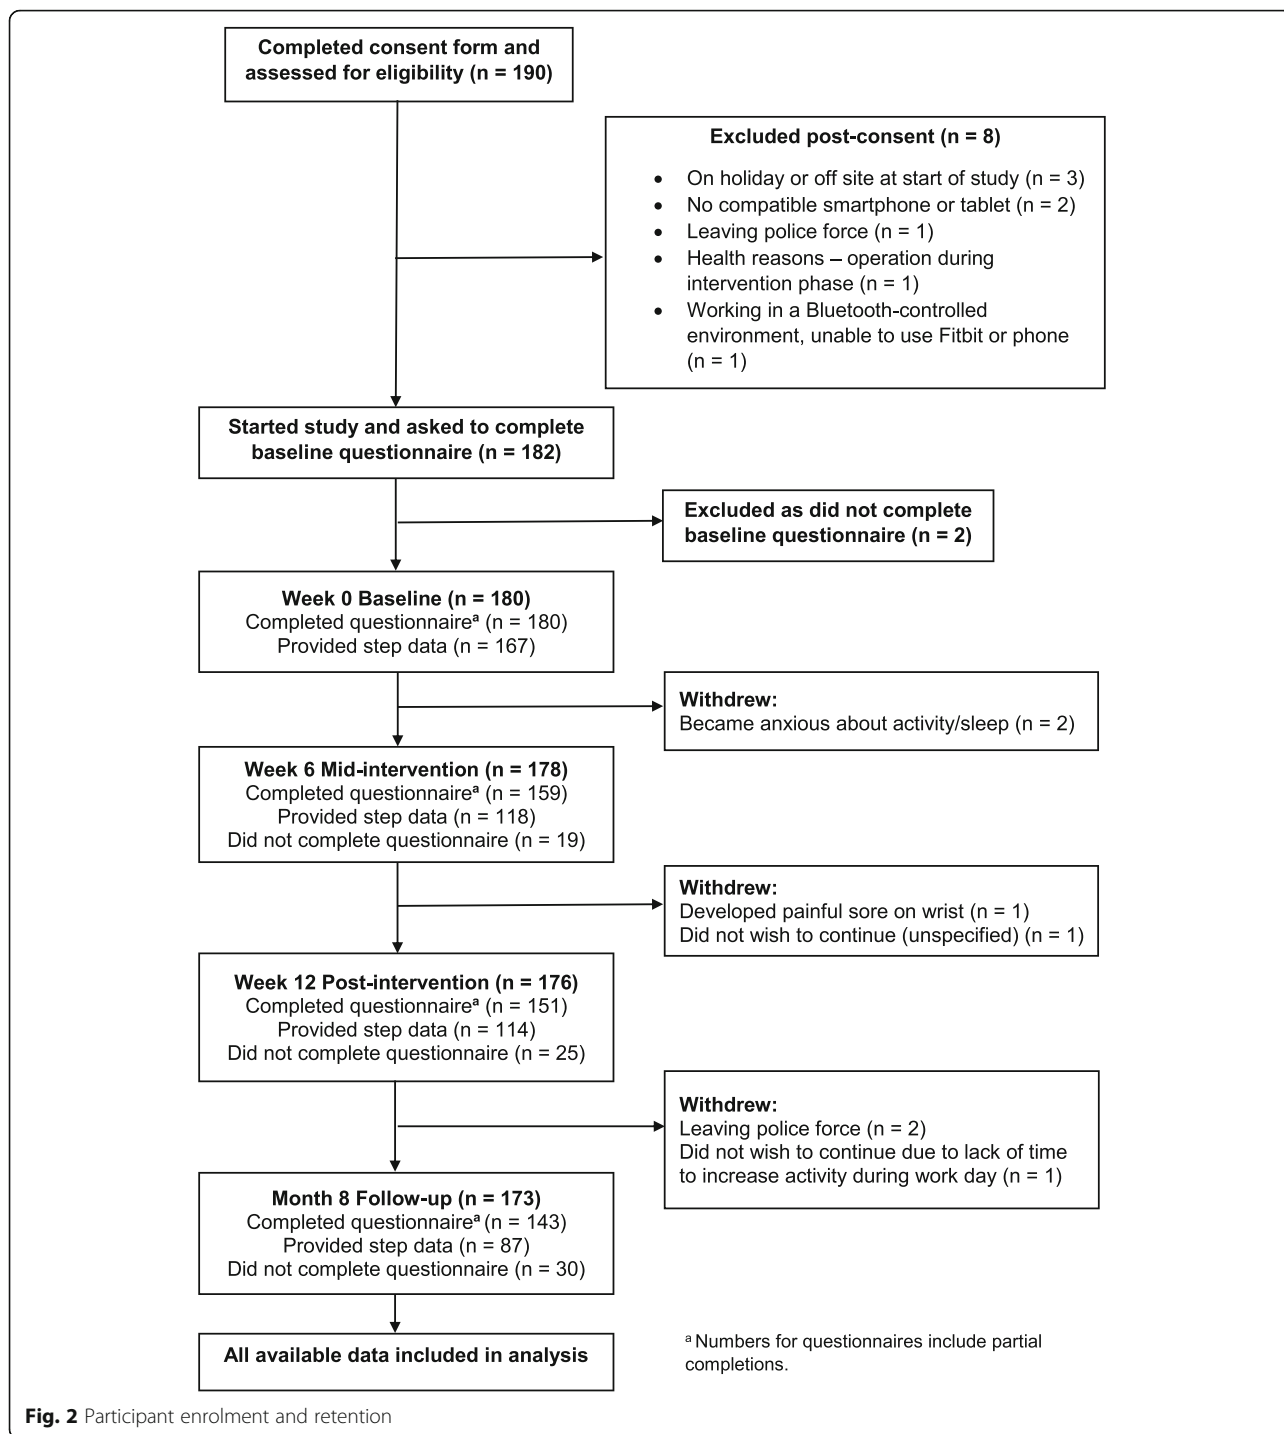 Completed consent form and
assessed for eligibility (n = 190)
Excluded post-consent (n = 8)
• On holiday or off site at start of study (n = 3)
• No compatible smartphone or tablet (n = 2)
• Leaving police force (n = 1)
• Health reasons – operation during
intervention phase (n = 1)
• Working in a Bluetooth-controlled
environment, unable to use Fitbit or phone
(n = 1)
Started study and asked to complete
baseline questionnaire (n = 182)
Excluded as did not complete
baseline questionnaire (n = 2)
Week 0 Baseline (n = 180)
Completed questionnaireᵃ (n = 180)
Provided step data (n = 167)
Withdrew:
Became anxious about activity/sleep (n = 2)
Week 6 Mid-intervention (n = 178)
Completed questionnaireᵃ (n = 159)
Provided step data (n = 118)
Did not complete questionnaire (n = 19)
Withdrew:
Developed painful sore on wrist (n = 1)
Did not wish to continue (unspecified) (n = 1)
Week 12 Post-intervention (n = 176)
Completed questionnaireᵃ (n = 151)
Provided step data (n = 114)
Did not complete questionnaire (n = 25)
Withdrew:
Leaving police force (n = 2)
Did not wish to continue due to lack of time
to increase activity during work day (n = 1)
Month 8 Follow-up (n = 173)
Completed questionnaireᵃ (n = 143)
Provided step data (n = 87)
Did not complete questionnaire (n = 30)
All available data included in analysis
ᵃ Numbers for questionnaires include partial
completions.
Fig. 2 Participant enrolment and retention